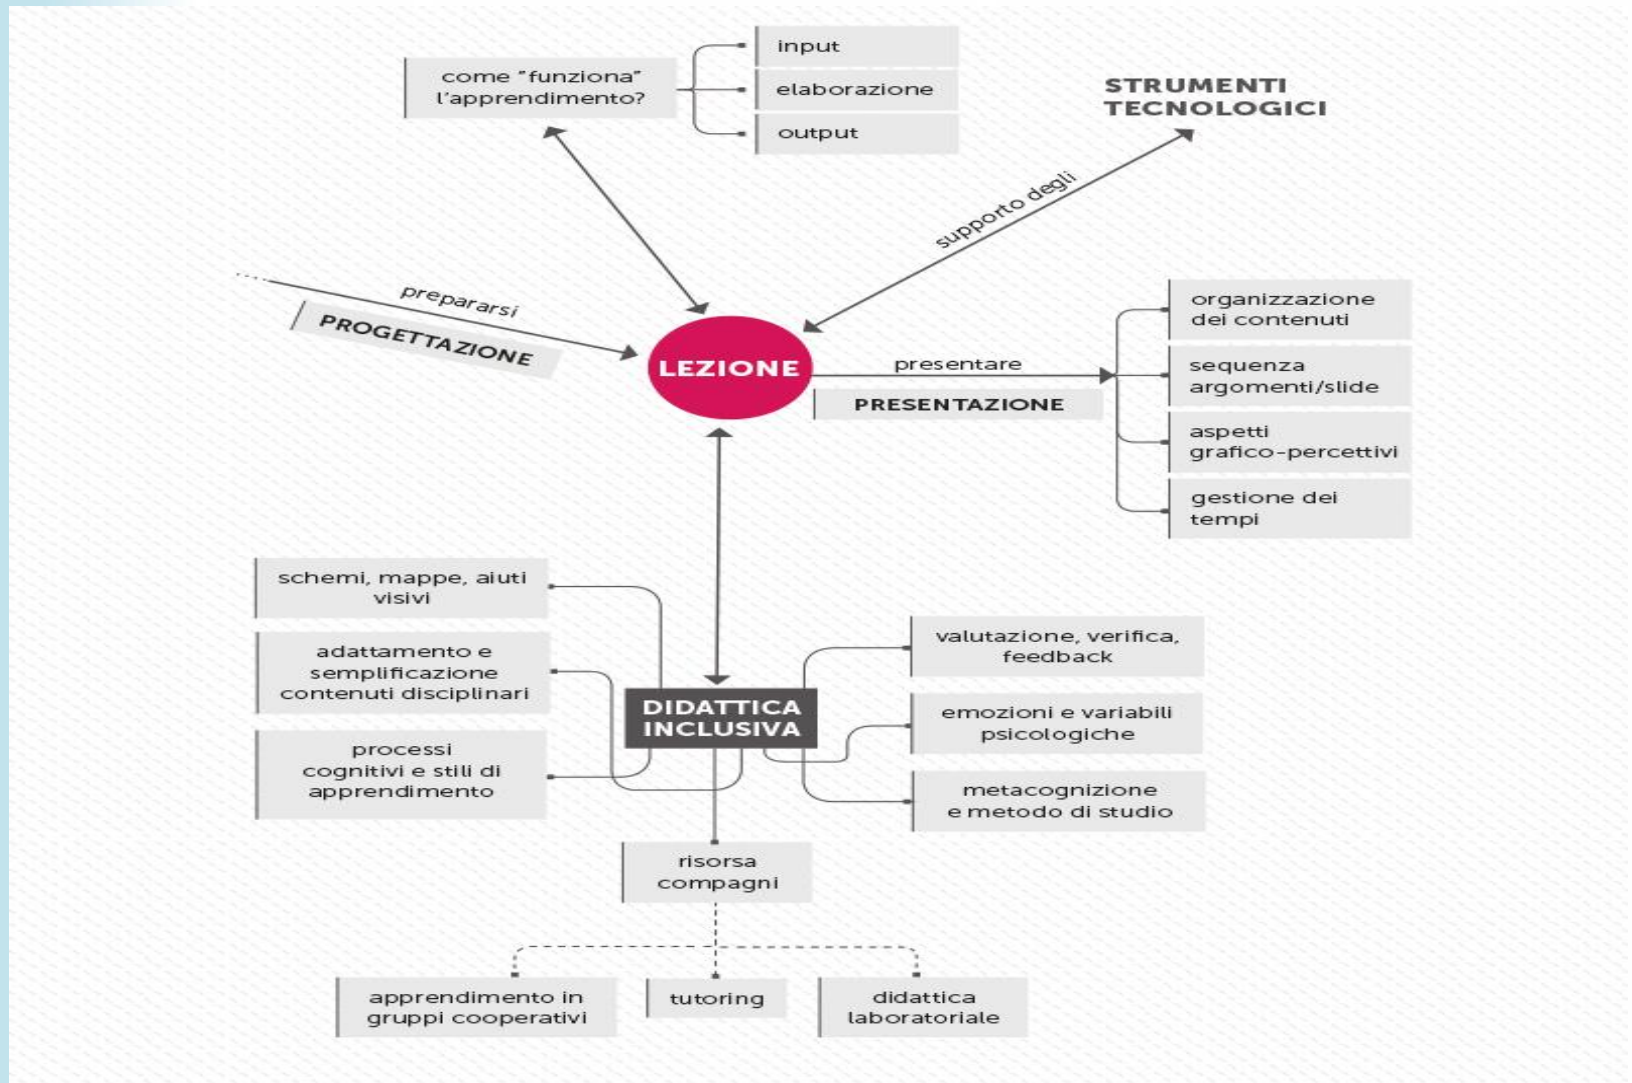 come "funziona"
l'apprendimento?
input
elaborazione
output
STRUMENTI
TECNOLOGICI
supporto degli
prepararsi
PROGETTAZIONE
LEZIONE
presentare
PRESENTAZIONE
organizzazione
dei contenuti
sequenza
argomenti/slide
aspetti
grafico-percettivi
gestione dei
tempi
schemi, mappe, aiuti
visivi
adattamento e
semplificazione
contenuti disciplinari
processi
cognitivi e stili di
apprendimento
DIDATTICA
INCLUSIVA
valutazione, verifica,
feedback
emozioni e variabili
psicologiche
metacognizione
e metodo di studio
risorsa
compagni
apprendimento in
gruppi cooperativi
tutoring
didattica
laboratoriale